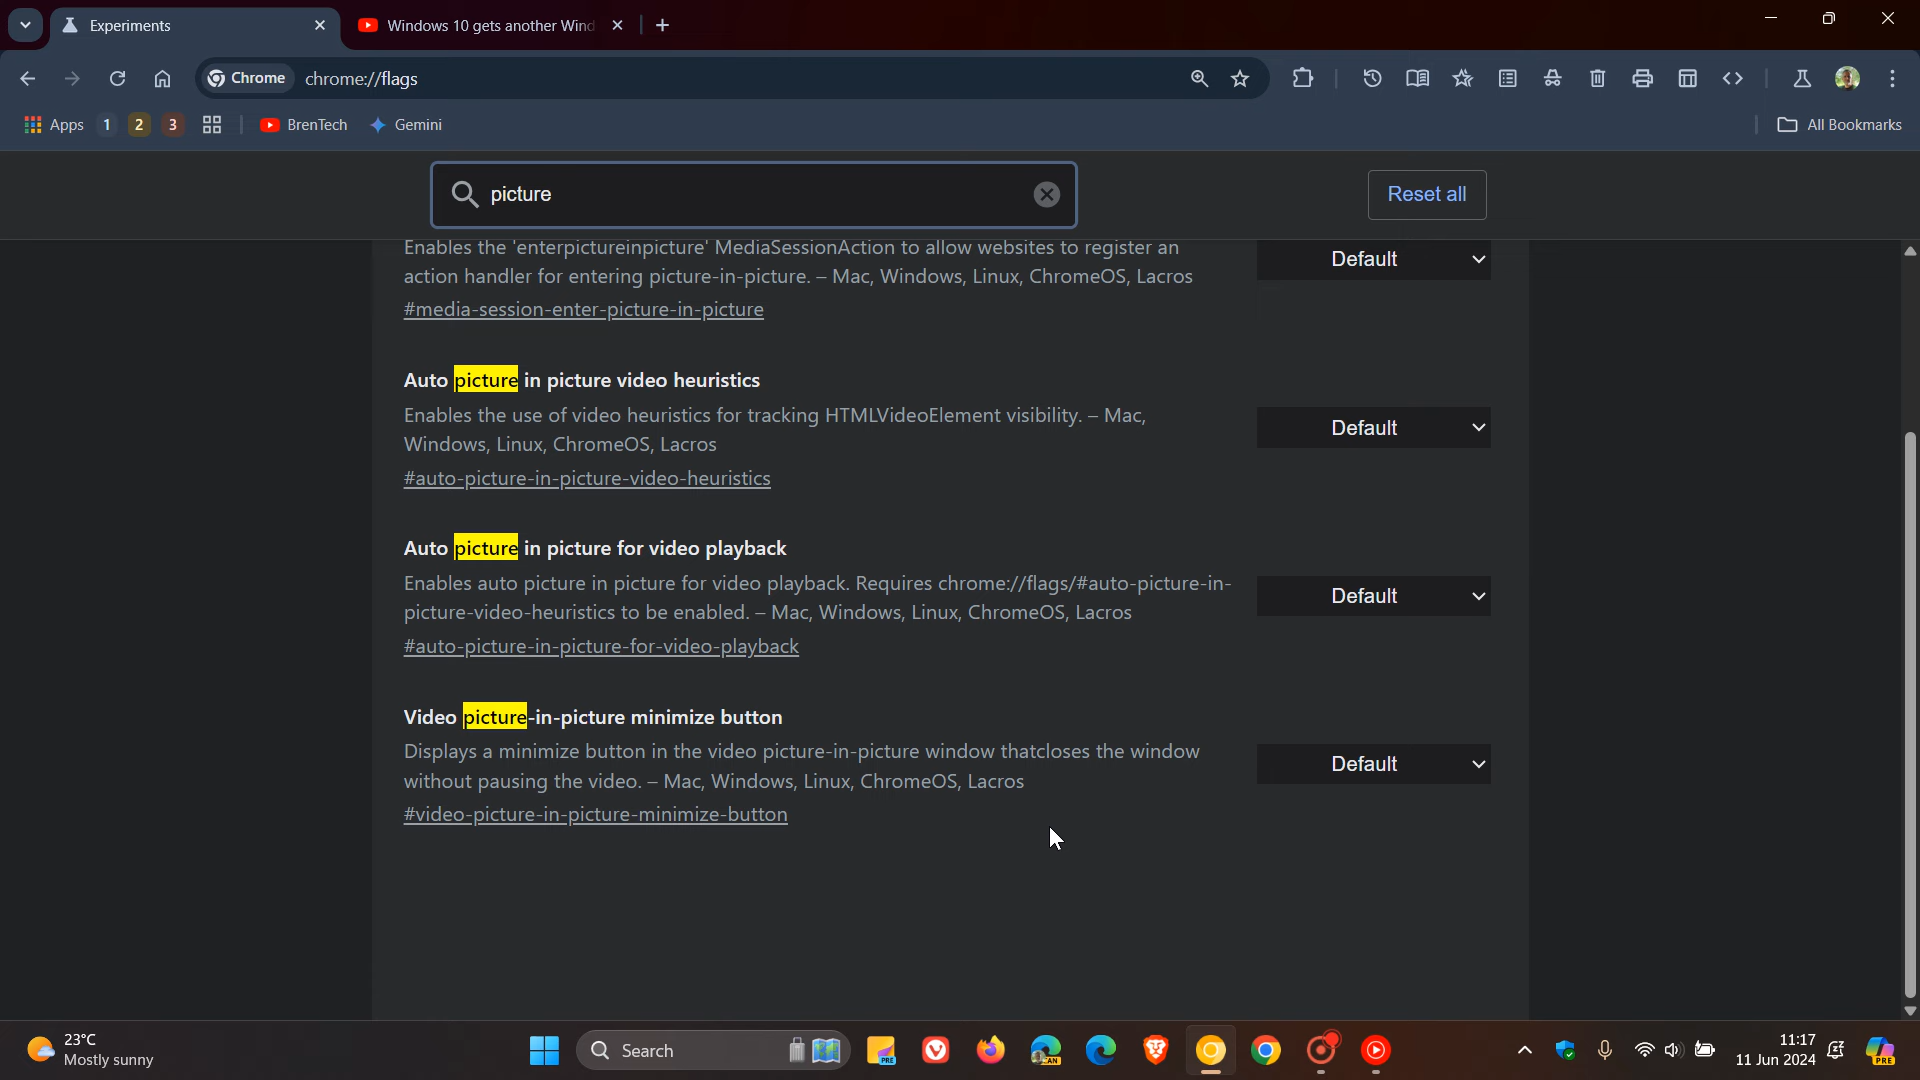 Experiments
Windows 10 gets another Wind
Chrome
chrome://flags
Apps
1
2
3
BrenTech
Gemini
All Bookmarks
picture
Reset all
Enables the 'enterpictureinpicture' MediaSessionAction to allow websites to register an
action handler for entering picture-in-picture. – Mac, Windows, Linux, ChromeOS, Lacros
#media-session-enter-picture-in-picture
Default
Auto picture in picture video heuristics
Enables the use of video heuristics for tracking HTMLVideoElement visibility. – Mac,
Windows, Linux, ChromeOS, Lacros
#auto-picture-in-picture-video-heuristics
Default
Auto picture in picture for video playback
Enables auto picture in picture for video playback. Requires chrome://flags/#auto-picture-in-
picture-video-heuristics to be enabled. – Mac, Windows, Linux, ChromeOS, Lacros
#auto-picture-in-picture-for-video-playback
Default
Video picture-in-picture minimize button
Displays a minimize button in the video picture-in-picture window thatcloses the window
without pausing the video. – Mac, Windows, Linux, ChromeOS, Lacros
#video-picture-in-picture-minimize-button
Default
23°C
Mostly sunny
Search
PRE
CAN
11:17
11 Jun 2024
PRE